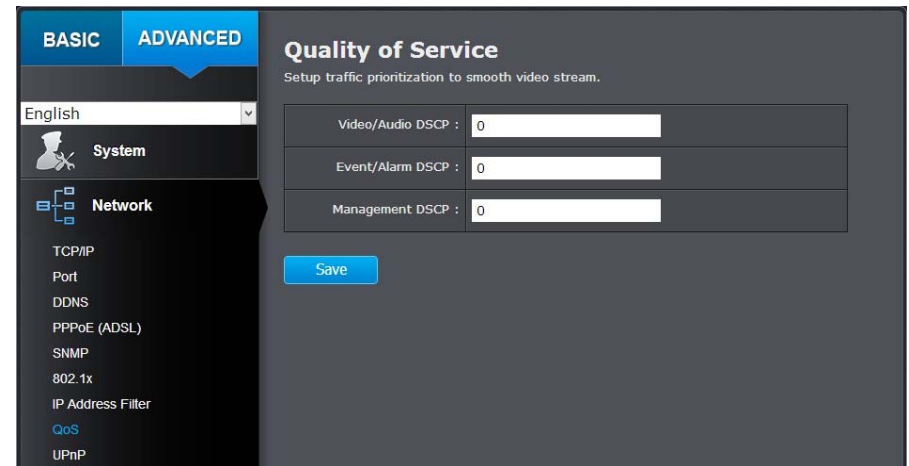 BASIC ADVANCED
English
System
Network
TCP/IP
Port
DDNS
PPPoE (ADSL)
SNMP
802.1x
IP Address Filter
QoS
UPnP
Quality of Service
Setup traffic prioritization to smooth video stream.
Video/Audio DSCP : 0
Event/Alarm DSCP : 0
Management DSCP : 0
Save